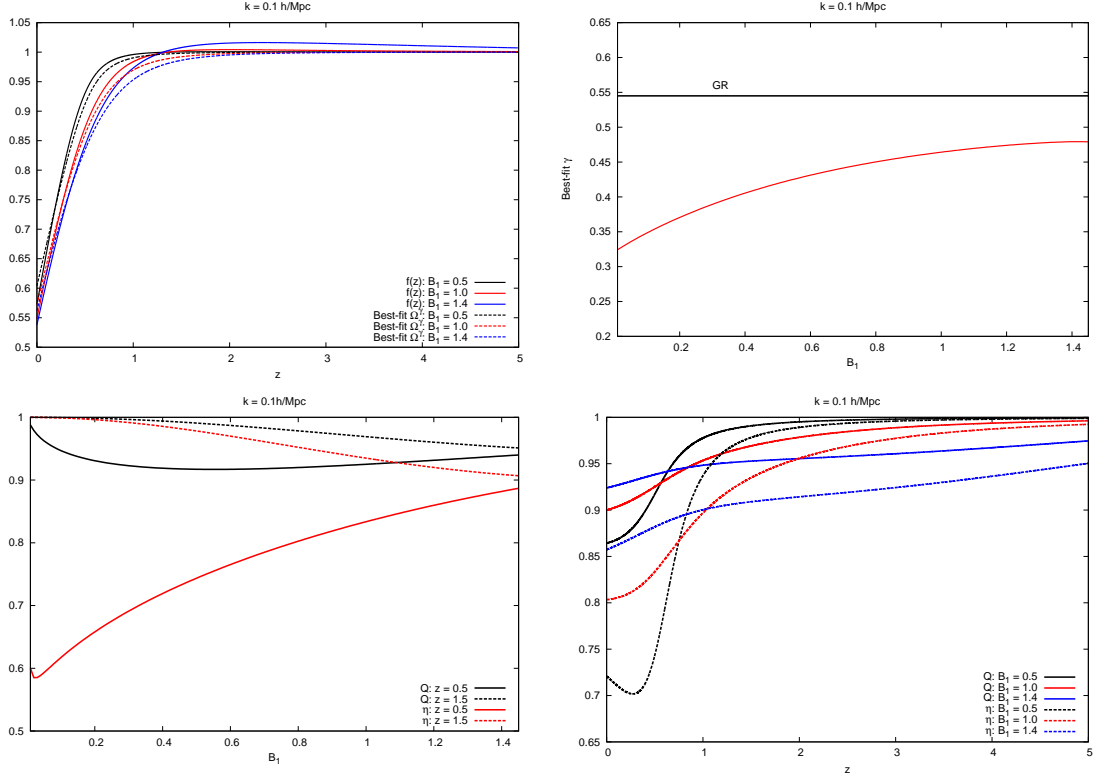 k = 0.1 h/Mpc
1.05
1
0.95
0.9
0.85
0.8
0.75
0.7
0.65
0.6
0.55
0.5
f(z): B₁ = 0.5
f(z): B₁ = 1.0
f(z): B₁ = 1.4
Best-fit Ωᵞ: B₁ = 0.5
Best-fit Ωᵞ: B₁ = 1.0
Best-fit Ωᵞ: B₁ = 1.4
0 1 2 3 4 5
z
k = 0.1 h/Mpc
0.65
0.6
0.55
0.5
0.45
0.4
0.35
0.3
0.25
0.2
Best-fit γ
GR
0.2 0.4 0.6 0.8 1 1.2 1.4
B₁
k = 0.1h/Mpc
1
0.9
0.8
0.7
0.6
0.5
Q: z = 0.5
Q: z = 1.5
η: z = 0.5
η: z = 1.5
0.2 0.4 0.6 0.8 1 1.2 1.4
B₁
k = 0.1 h/Mpc
1
0.95
0.9
0.85
0.8
0.75
0.7
0.65
Q: B₁ = 0.5
Q: B₁ = 1.0
Q: B₁ = 1.4
η: B₁ = 0.5
η: B₁ = 1.0
η: B₁ = 1.4
0 1 2 3 4 5
z